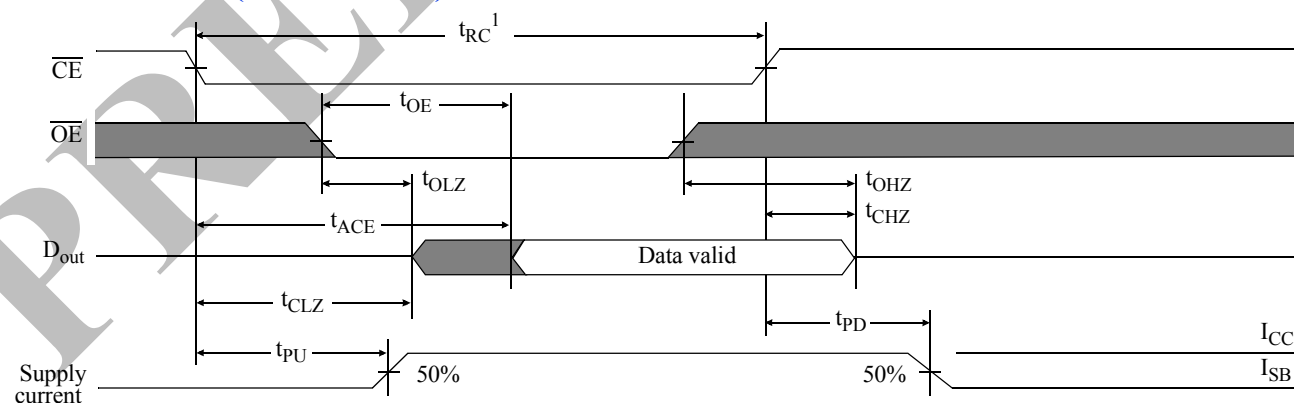 tRC1
CE
tOE
OE
tOLZ
tOHZ
tACE
tCHZ
Dout
Data valid
tCLZ
tPD
tPU
ICC
Supply
current
50%
50%
ISB